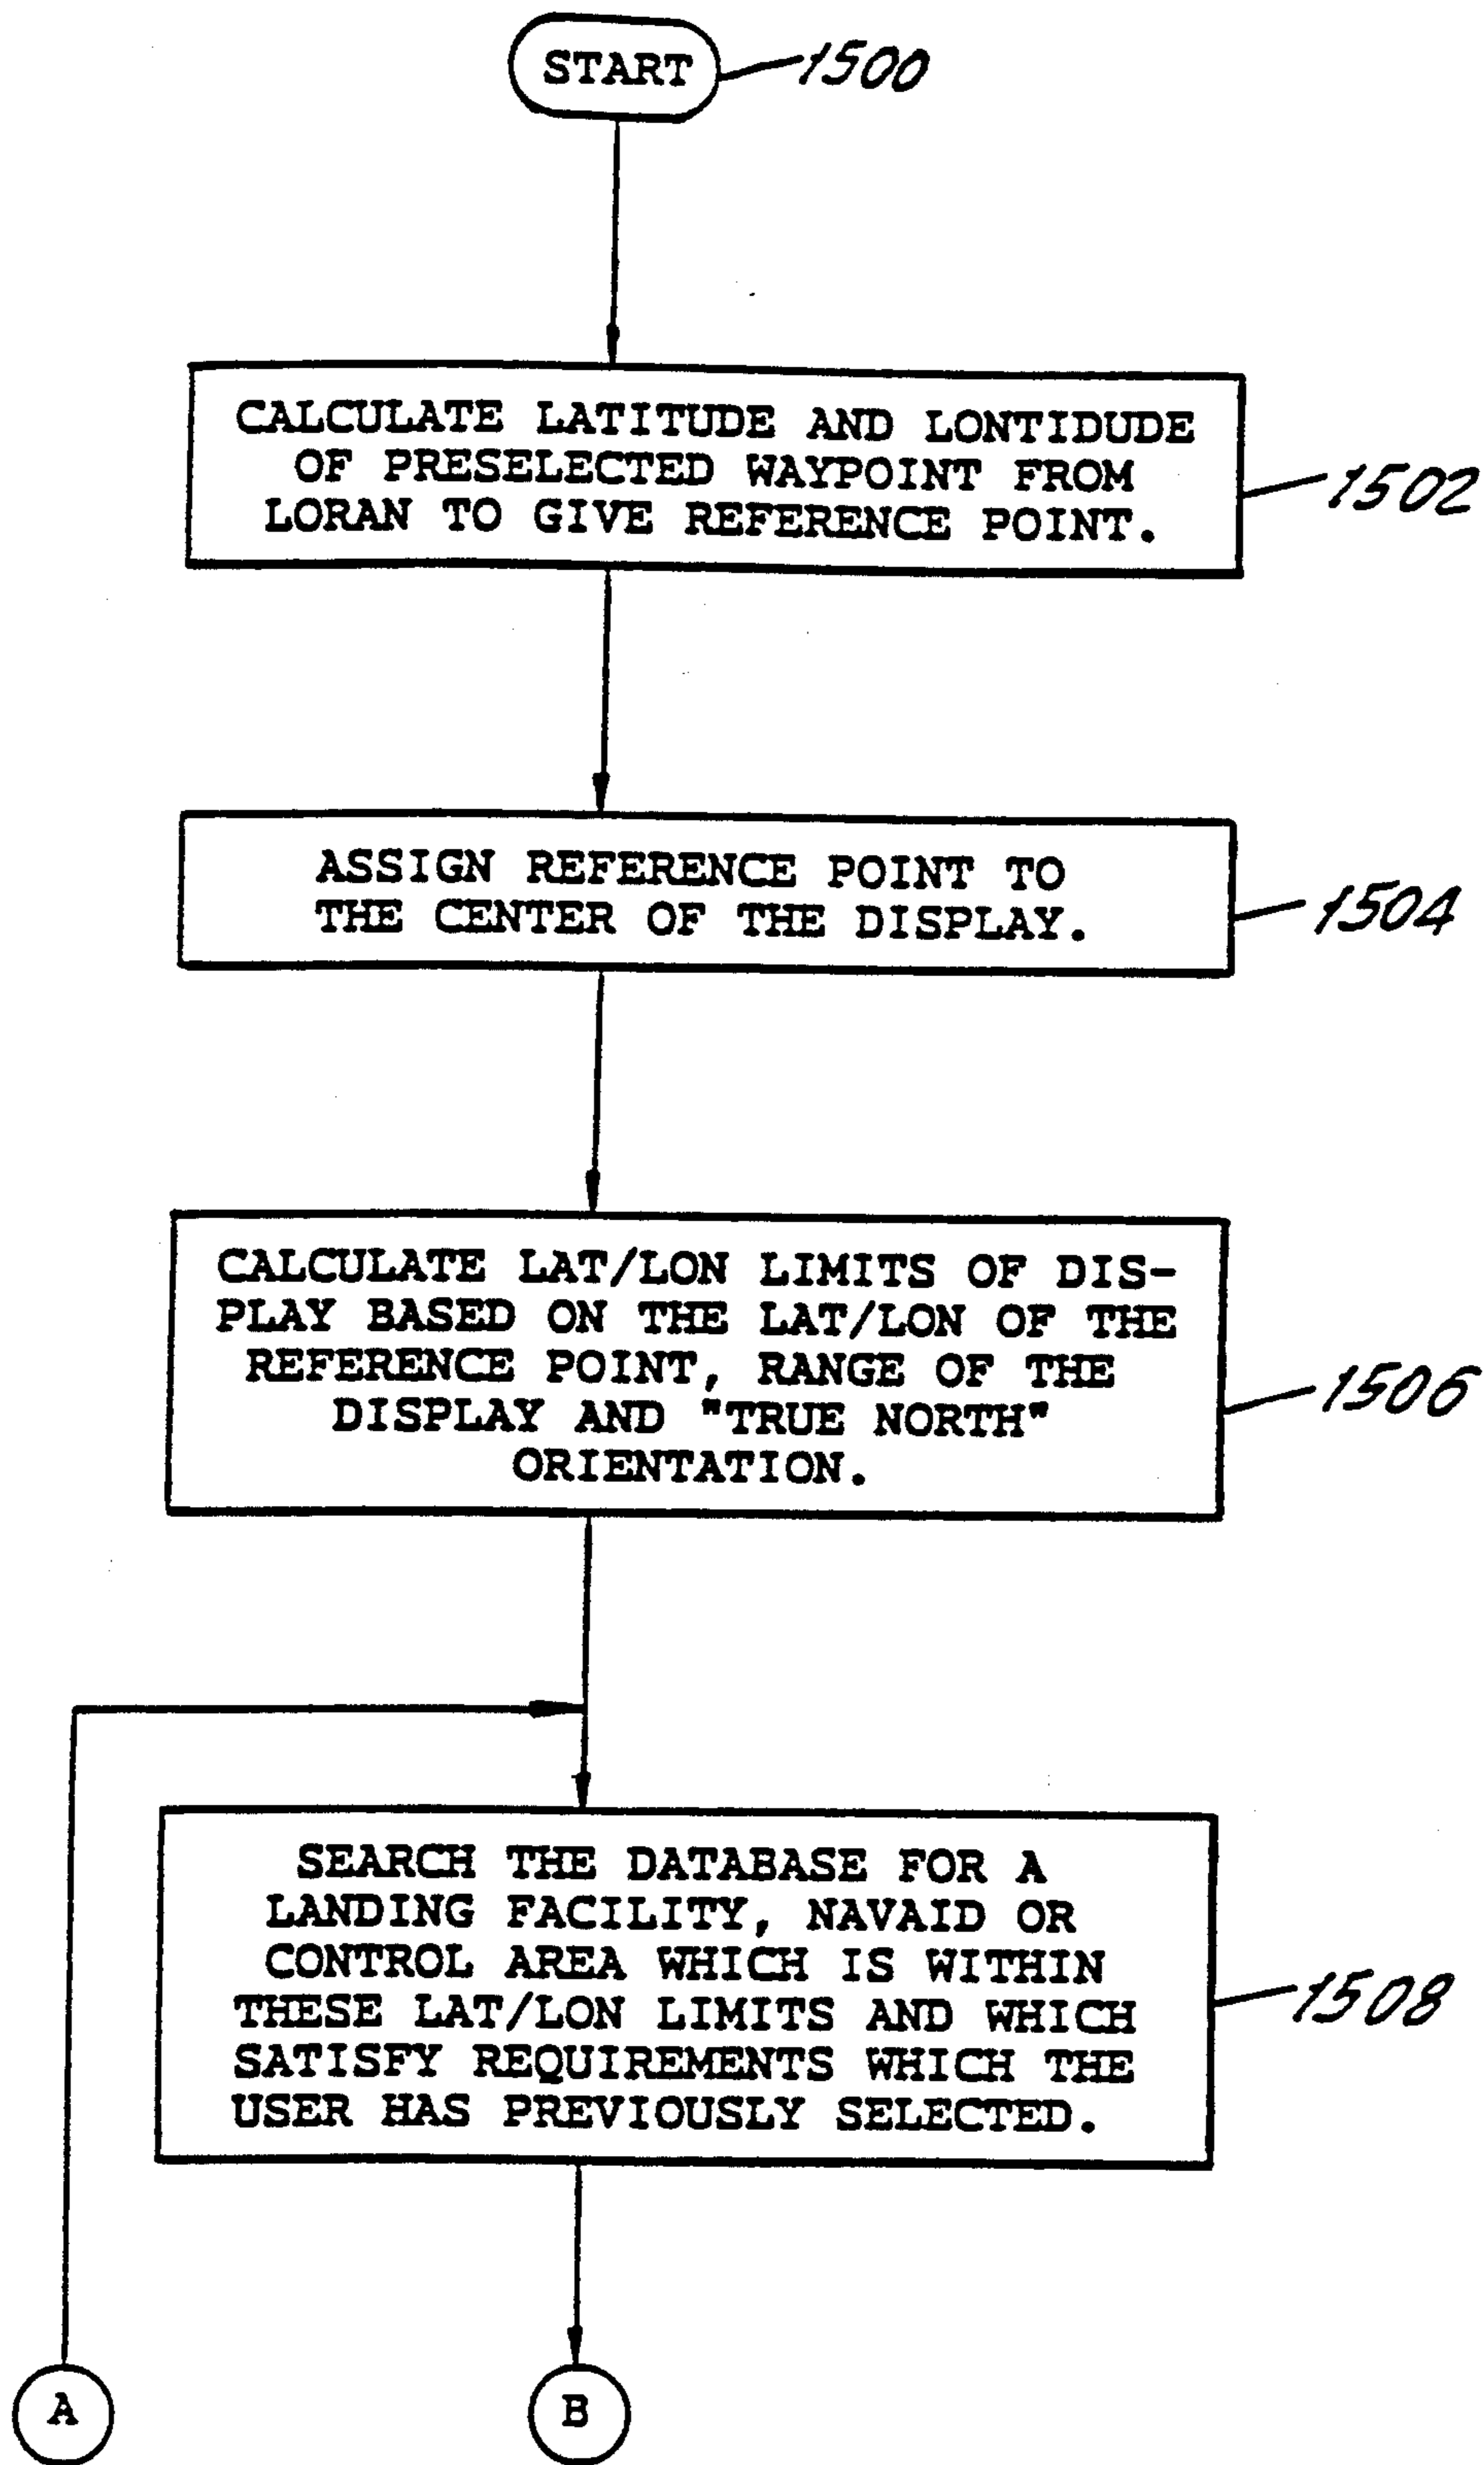 START
1500
CALCULATE LATITUDE AND LONTIDUDE
OF PRESELECTED WAYPOINT FROM
LORAN TO GIVE REFERENCE POINT.
1502
ASSIGN REFERENCE POINT TO
THE CENTER OF THE DISPLAY.
1504
CALCULATE LAT/LON LIMITS OF DIS-
PLAY BASED ON THE LAT/LON OF THE
REFERENCE POINT, RANGE OF THE
DISPLAY AND "TRUE NORTH"
ORIENTATION.
1506
SEARCH THE DATABASE FOR A
LANDING FACILITY, NAVAID OR
CONTROL AREA WHICH IS WITHIN
THESE LAT/LON LIMITS AND WHICH
SATISFY REQUIREMENTS WHICH THE
USER HAS PREVIOUSLY SELECTED.
1508
A
B